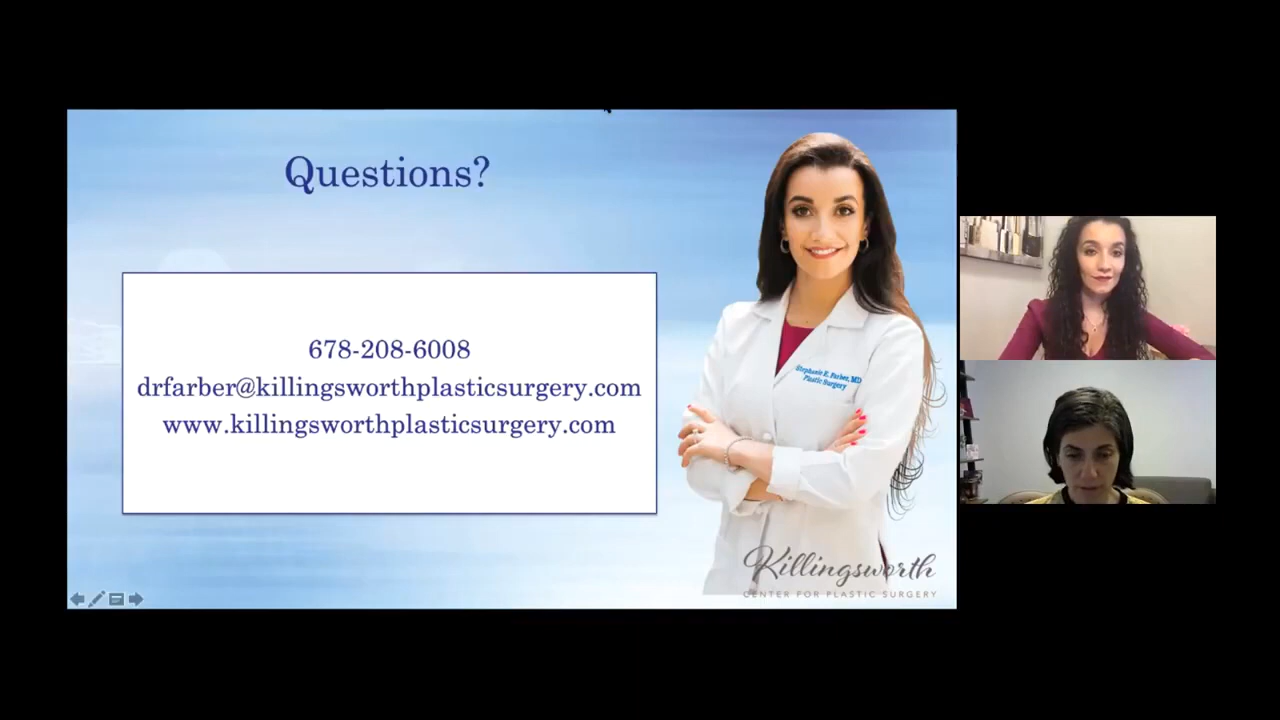 Questions?
678-208-6008
drfarber@killingsworthplasticsurgery.com
www.killingsworthplasticsurgery.com
Stephanie E. Farber, MD
Plastic Surgery
Killingsworth
CENTER FOR PLASTIC SURGERY